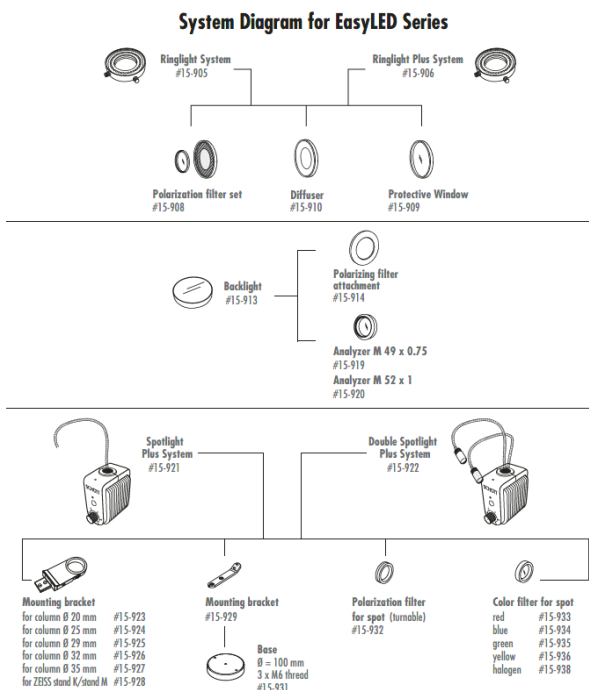 System Diagram for EasyLED Series
Ringlight System
#15-905
Ringlight Plus System
#15-906
Polarization filter set
#15-908
Diffuser
#15-910
Protective Window
#15-909
Backlight
#15-913
Polarizing filter
attachment
#15-914
Analyzer M 49 x 0.75
#15-919
Analyzer M 52 x 1
#15-920
Spotlight
Plus System
#15-921
Double Spotlight
Plus System
#15-922
SCHOTT
SCHOTT
Mounting bracket
for column Ø 20 mm #15-923
for column Ø 25 mm #15-924
for column Ø 29 mm #15-925
for column Ø 32 mm #15-926
for column Ø 35 mm #15-927
for ZEISS stand K/stand M #15-928
Mounting bracket
#15-929
Base
Ø = 100 mm
3 x M6 thread
#15-931
Polarization filter
for spot (turnable)
#15-932
Color filter for spot
red #15-933
blue #15-934
green #15-935
yellow #15-936
halogen #15-938